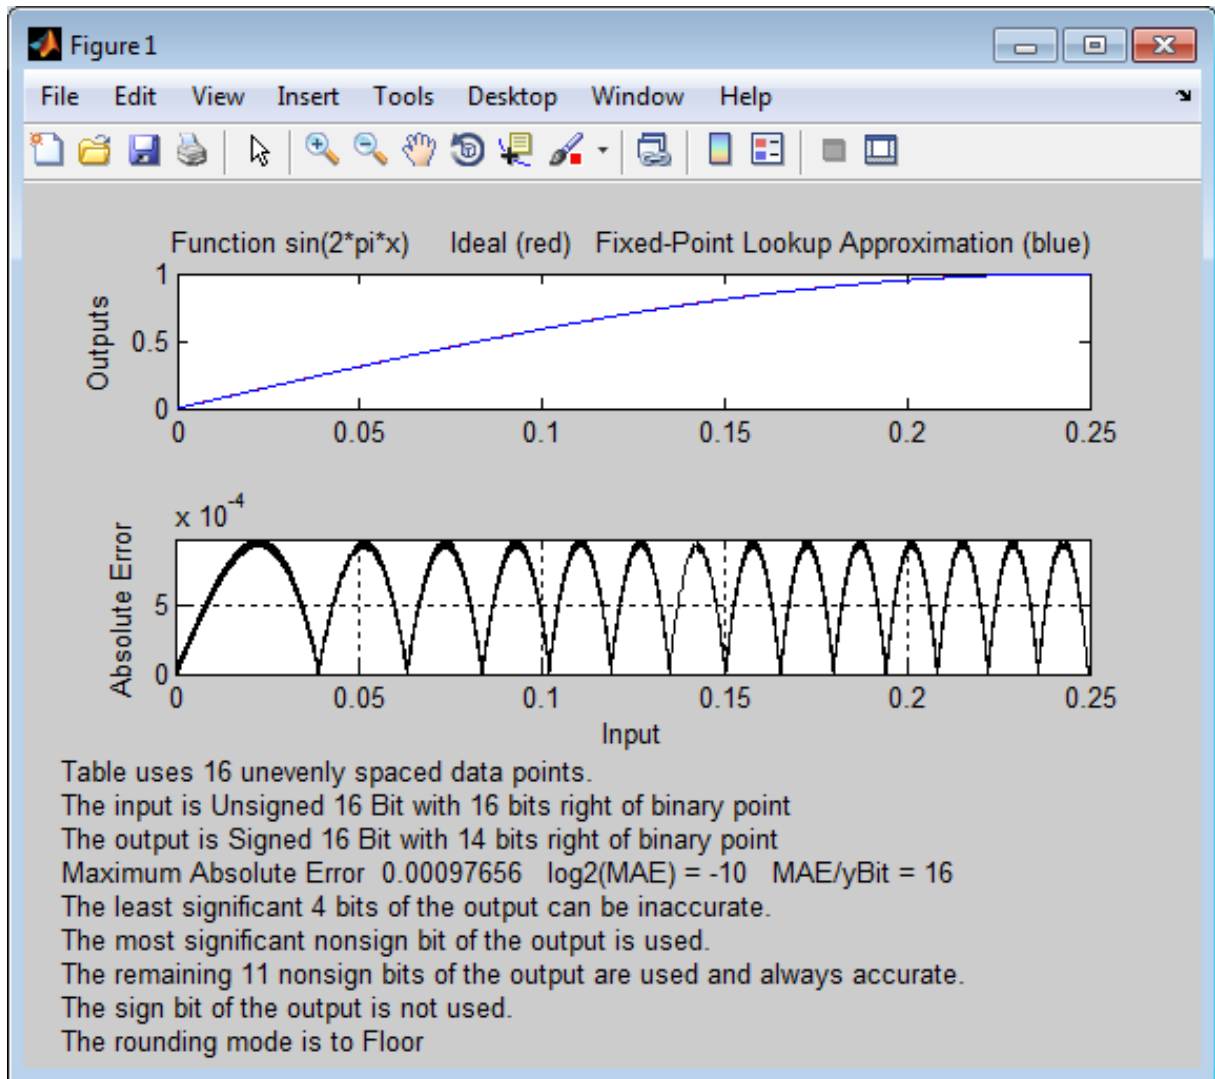 Figure 1
File Edit View Insert Tools Desktop Window Help
Function sin(2*pi*x) Ideal (red) Fixed-Point Lookup Approximation (blue)
Outputs
1
0.5
0
0 0.05 0.1 0.15 0.2 0.25
x 10^-4
Absolute Error
5
0
0 0.05 0.1 0.15 0.2 0.25
Input
Table uses 16 unevenly spaced data points.
The input is Unsigned 16 Bit with 16 bits right of binary point
The output is Signed 16 Bit with 14 bits right of binary point
Maximum Absolute Error 0.00097656 log2(MAE) = -10 MAE/yBit = 16
The least significant 4 bits of the output can be inaccurate.
The most significant nonsign bit of the output is used.
The remaining 11 nonsign bits of the output are used and always accurate.
The sign bit of the output is not used.
The rounding mode is to Floor